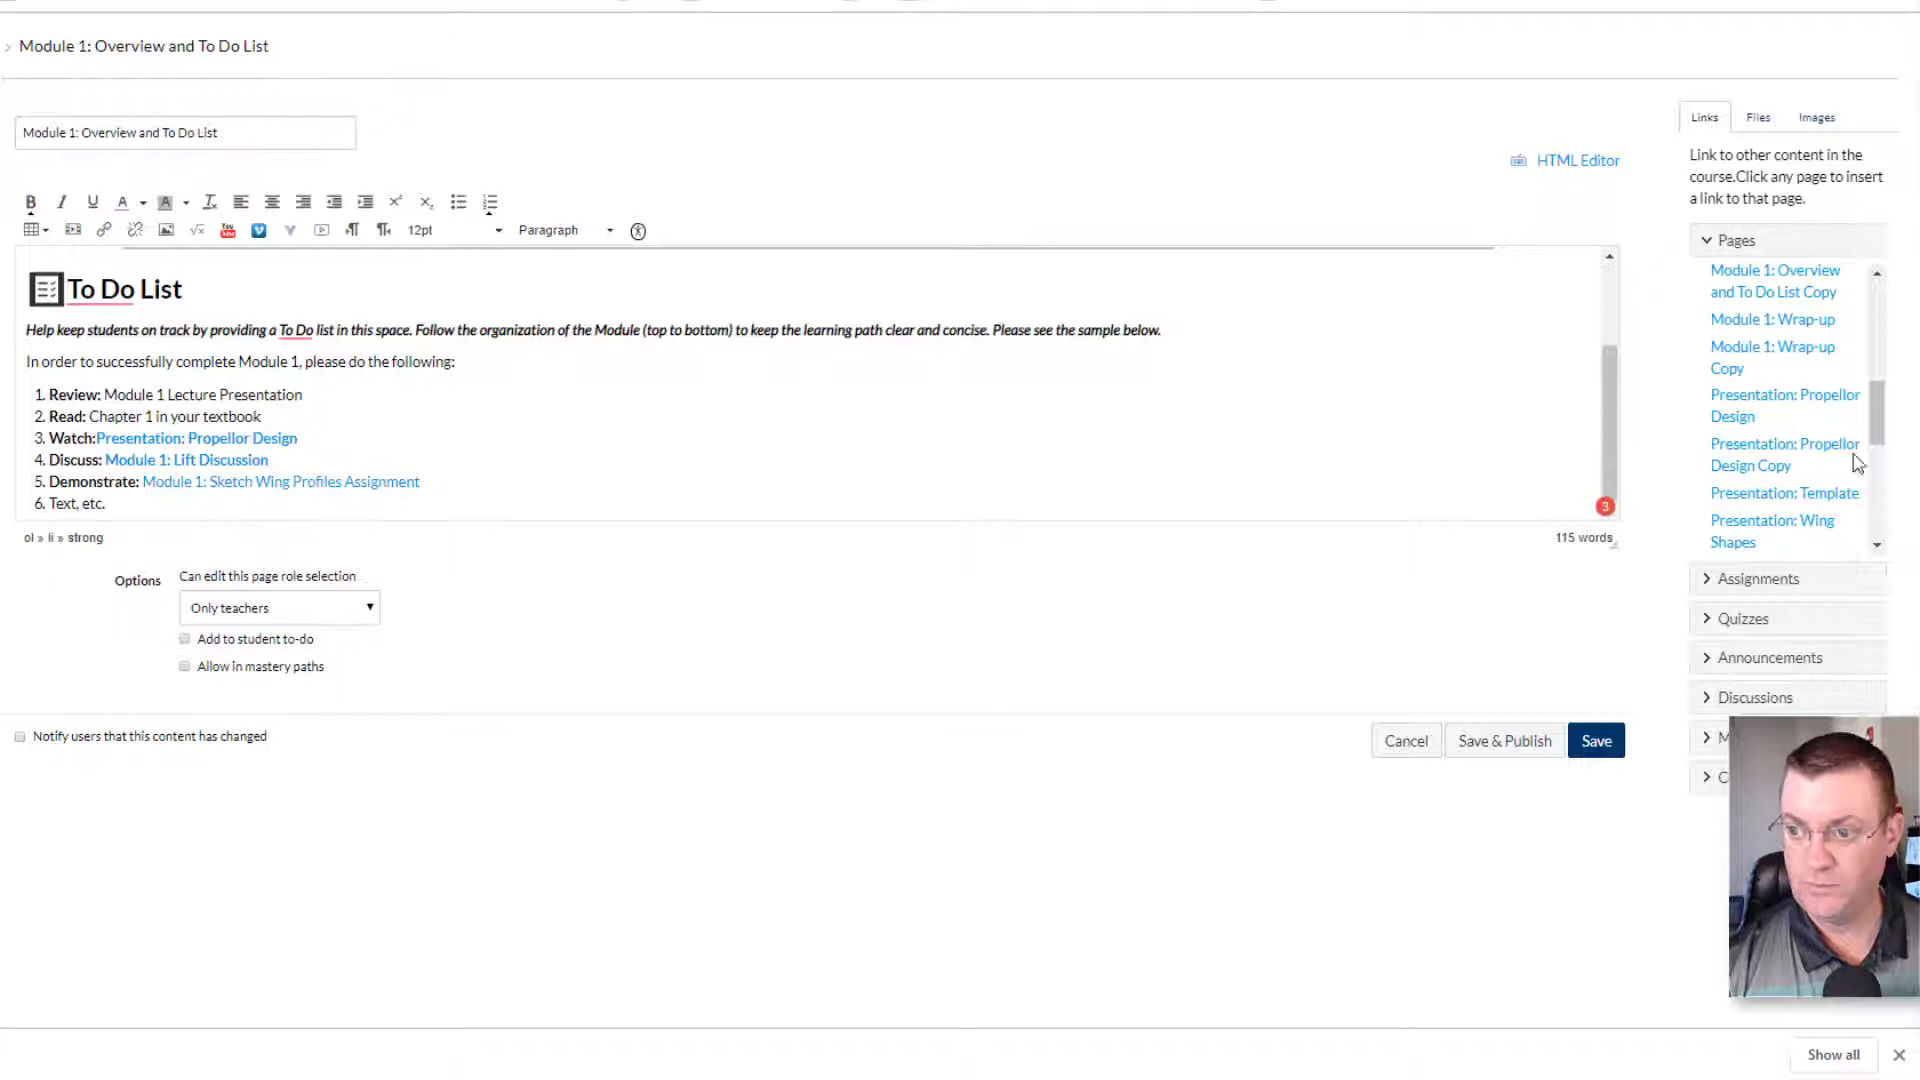 Module 1: Overview and To Do List
Module 1: Overview and To Do List
HTML Editor
12pt
Paragraph
To Do List
Help keep students on track by providing a To Do list in this space. Follow the organization of the Module (top to bottom) to keep the learning path clear and concise. Please see the sample below.
In order to successfully complete Module 1, please do the following:
1. Review: Module 1 Lecture Presentation
2. Read: Chapter 1 in your textbook
3. Watch:Presentation: Propellor Design
4. Discuss: Module 1: Lift Discussion
5. Demonstrate: Module 1: Sketch Wing Profiles Assignment
6. Text, etc.
3
ol » li » strong
115 words
Options
Can edit this page role selection
Only teachers
Add to student to-do
Allow in mastery paths
Notify users that this content has changed
Cancel
Save & Publish
Save
Links
Files
Images
Link to other content in the
course.Click any page to insert
a link to that page.
Pages
Module 1: Overview
and To Do List Copy
Module 1: Wrap-up
Module 1: Wrap-up
Copy
Presentation: Propellor
Design
Presentation: Propellor
Design Copy
Presentation: Template
Presentation: Wing
Shapes
Assignments
Quizzes
Announcements
Discussions
Show all